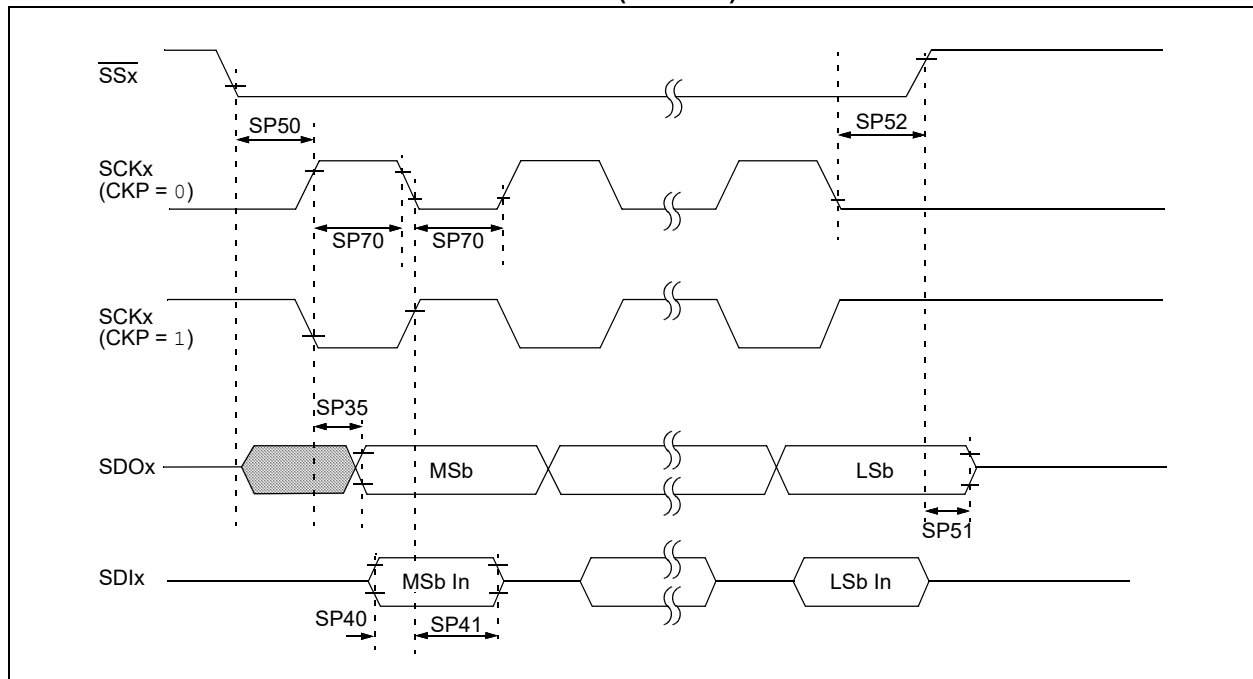 SSx
SP50
SP52
SCKx
(CKP = 0)
SP70
SP70
SCKx
(CKP = 1)
SP35
SDOx
MSb
LSb
SP51
SDIx
MSb In
LSb In
SP40
SP41